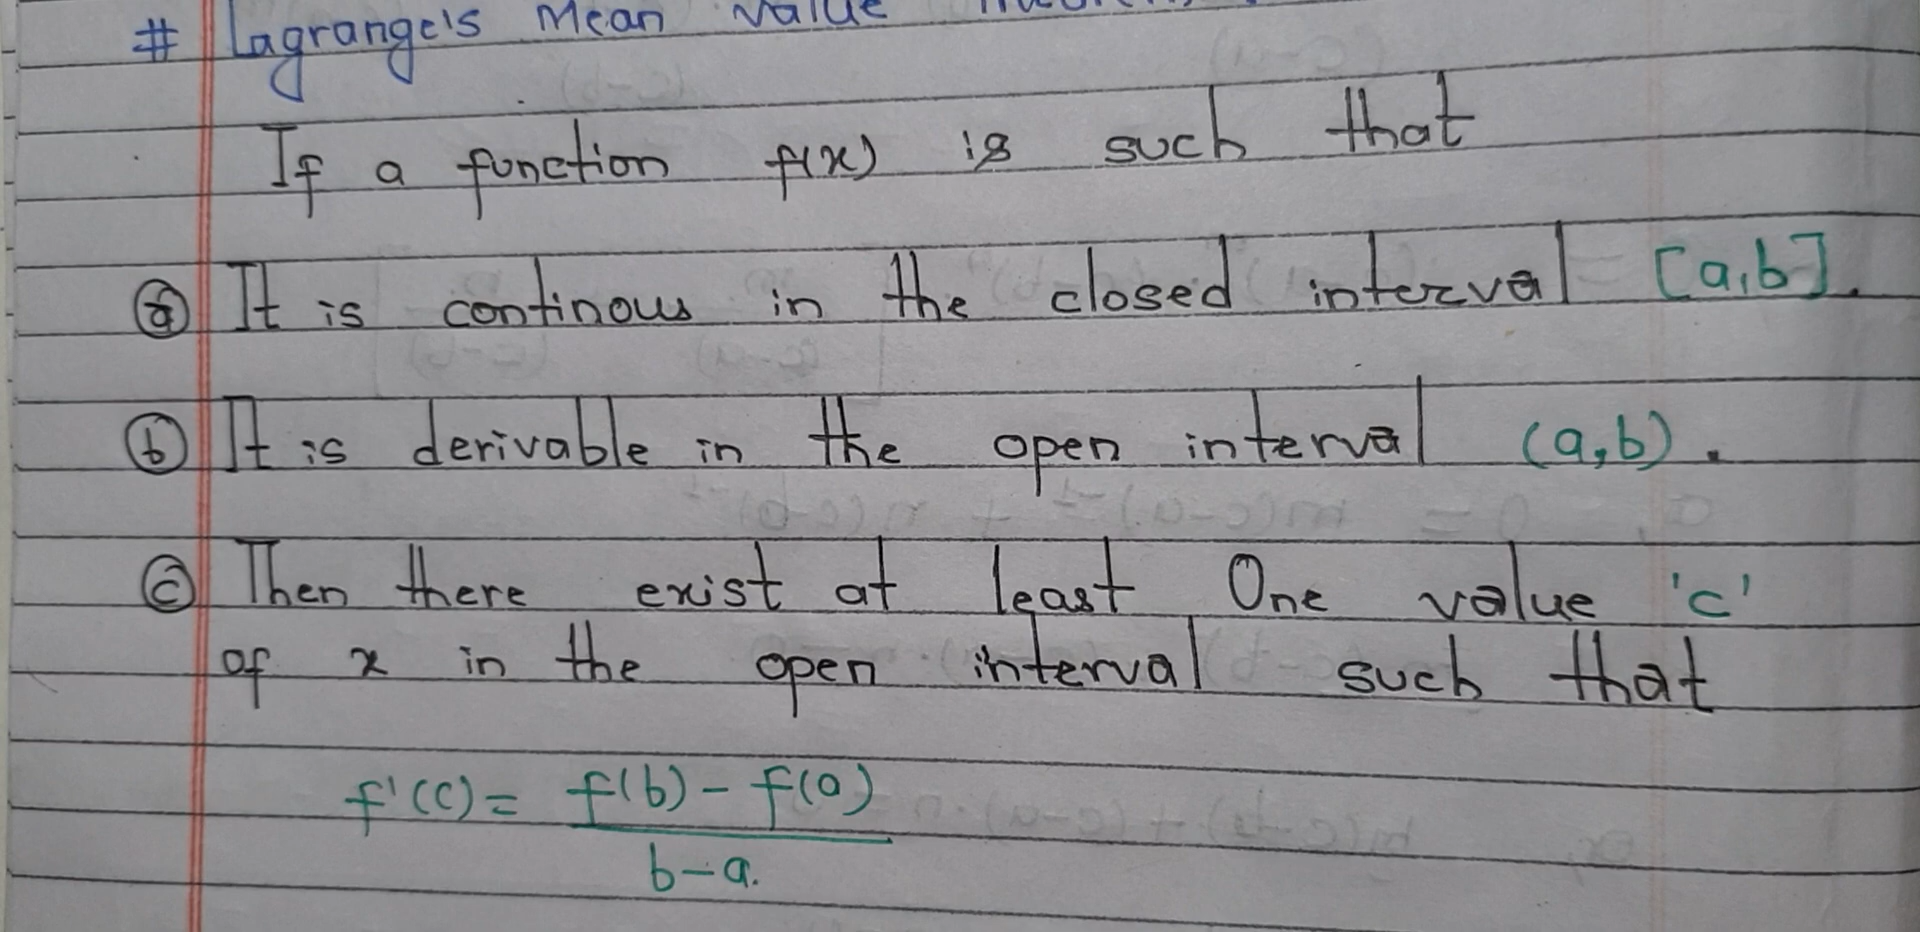 # Lagrange's Mean Value
If a function f(x) is such that
ⓐ It is continous in the closed interval [a,b].
ⓑ It is derivable in the open interval (a,b).
ⓒ Then there exist at least One value 'c'
of x in the open interval such that
f'(c) = f(b) - f(a)
b-a.